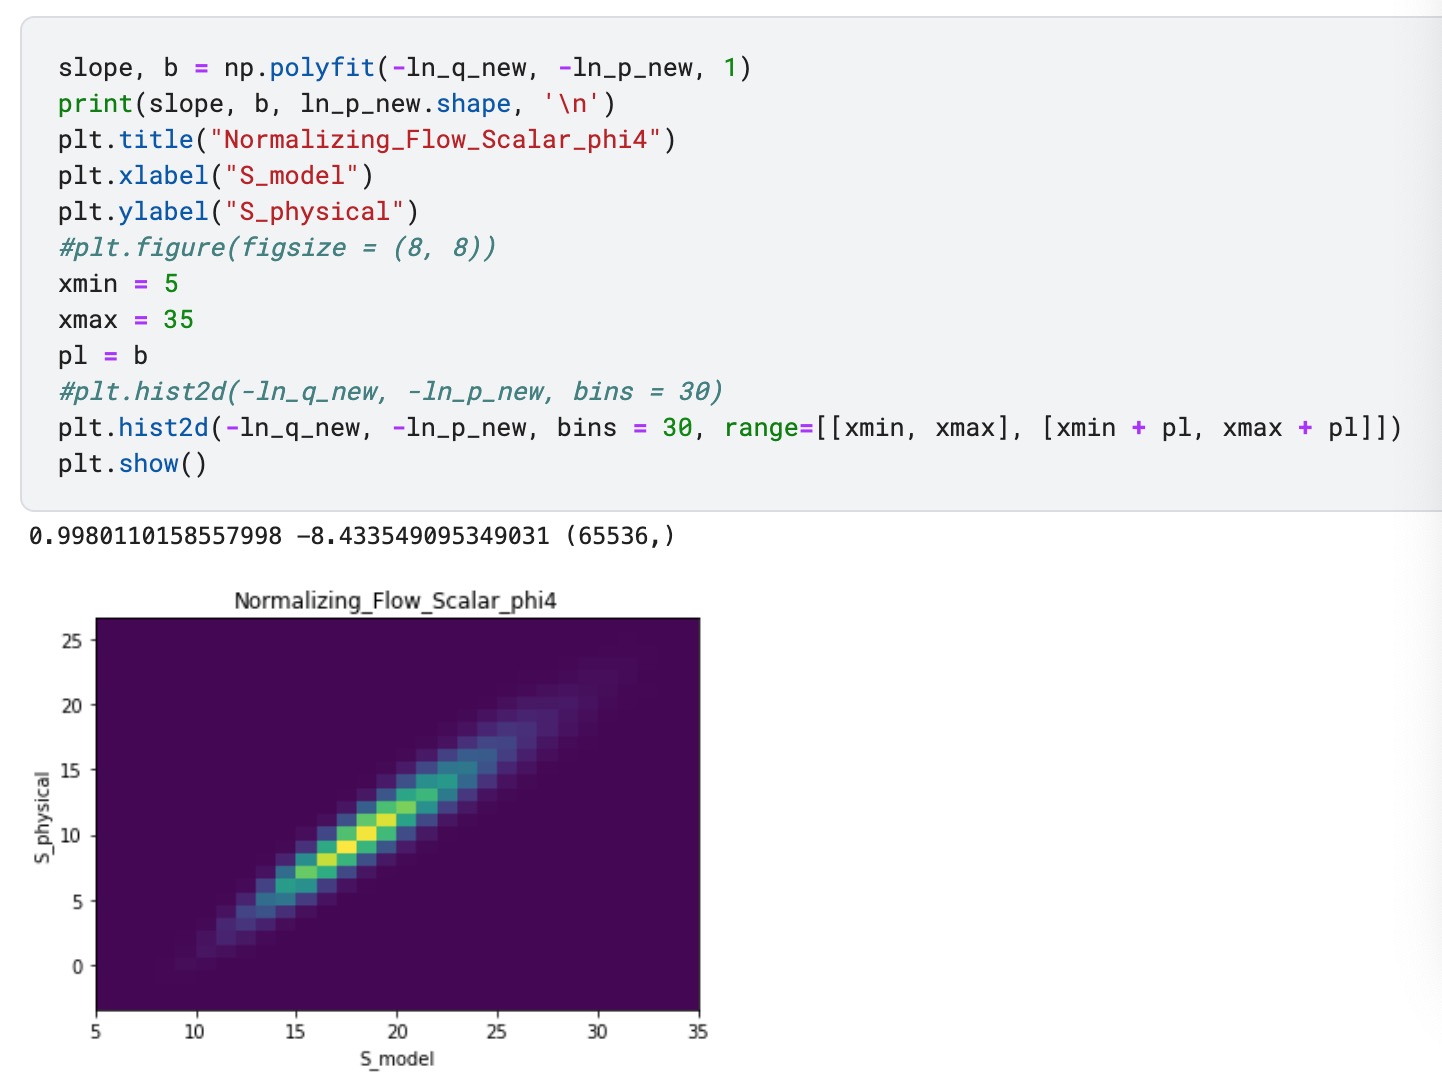 slope, b = np.polyfit(-ln_q_new, -ln_p_new, 1)
print(slope, b, ln_p_new.shape, '\n')
plt.title("Normalizing_Flow_Scalar_phi4")
plt.xlabel("S_model")
plt.ylabel("S_physical")
#plt.figure(figsize = (8, 8))
xmin = 5
xmax = 35
pl = b
#plt.hist2d(-ln_q_new, -ln_p_new, bins = 30)
plt.hist2d(-ln_q_new, -ln_p_new, bins = 30, range=[[xmin, xmax], [xmin + pl, xmax + pl]])
plt.show()
0.9980110158557998 -8.433549095349031 (65536,)
Normalizing_Flow_Scalar_phi4
25
20
15
10
5
0
S_physical
5 10 15 20 25 30 35
S_model